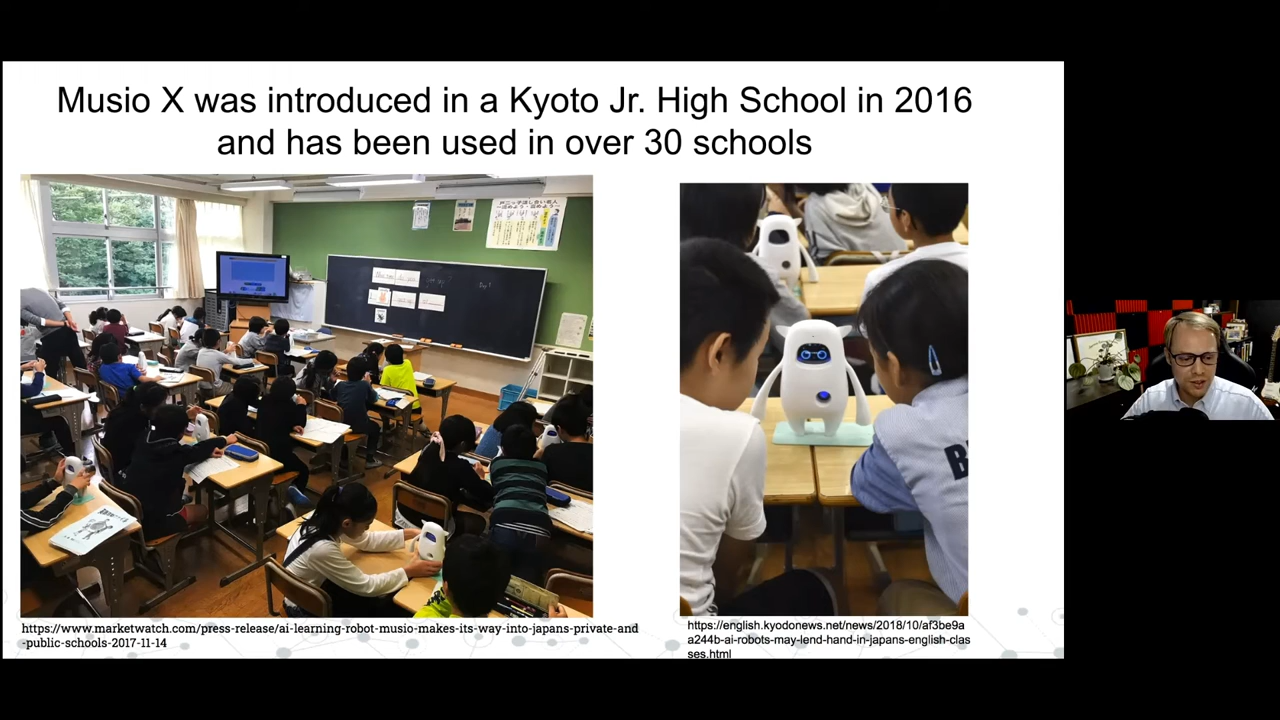 Musio X was introduced in a Kyoto Jr. High School in 2016
and has been used in over 30 schools
B
https://www.marketwatch.com/press-release/ai-learning-robot-musio-makes-its-way-into-japans-private-and
-public-schools-2017-11-14
https://english.kyodonews.net/news/2018/10/af3be9a
a244b-ai-robots-may-lend-hand-in-japans-english-clas
ses.html